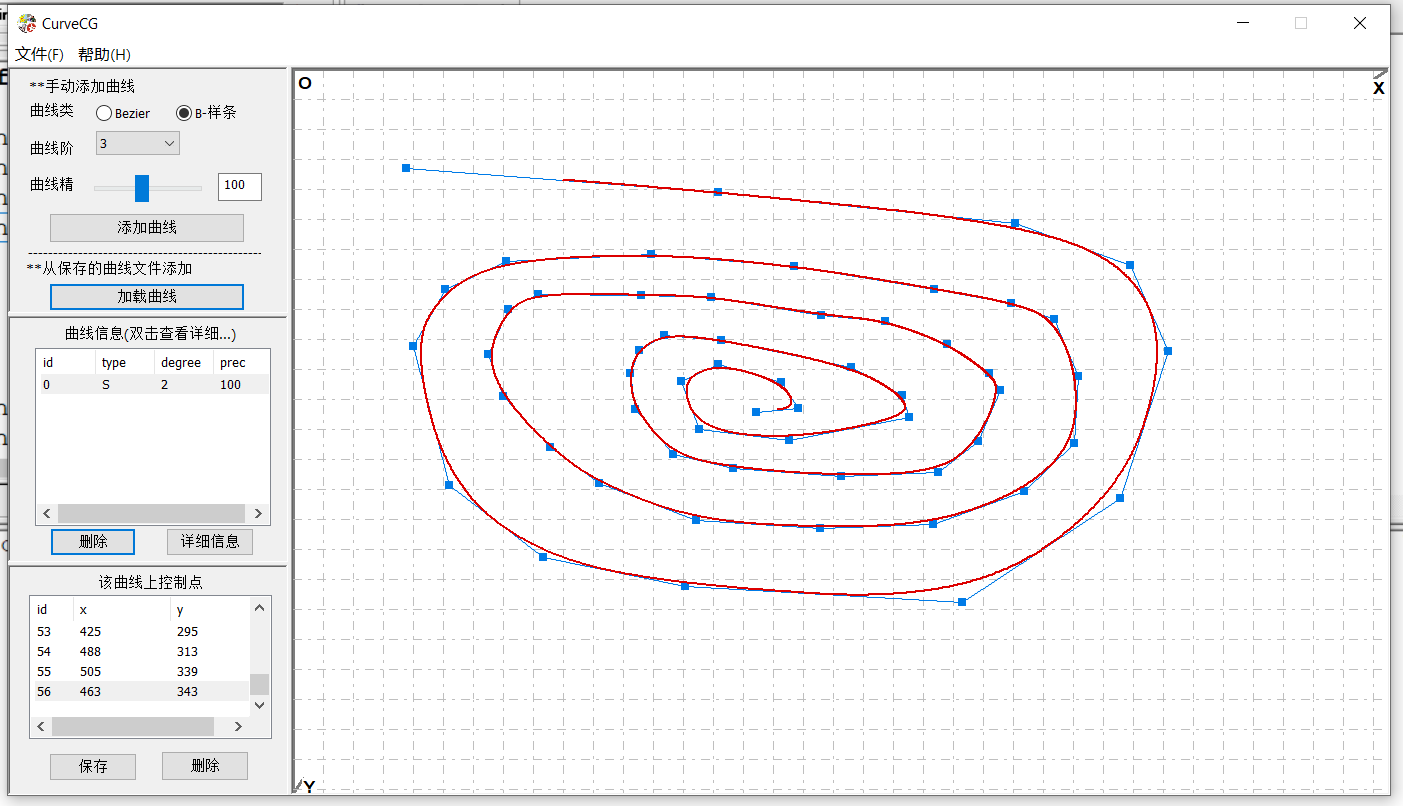 CurveCG
文件(F) 帮助(H)
**手动添加曲线
曲线类 Bezier B-样条
曲线阶 3
曲线精 100
添加曲线
**从保存的曲线文件添加
加载曲线
曲线信息(双击查看详细...)
id type degree prec
0 S 2 100
删除 详细信息
该曲线上控制点
id x y
53 425 295
54 488 313
55 505 339
56 463 343
保存 删除
O
X
Y